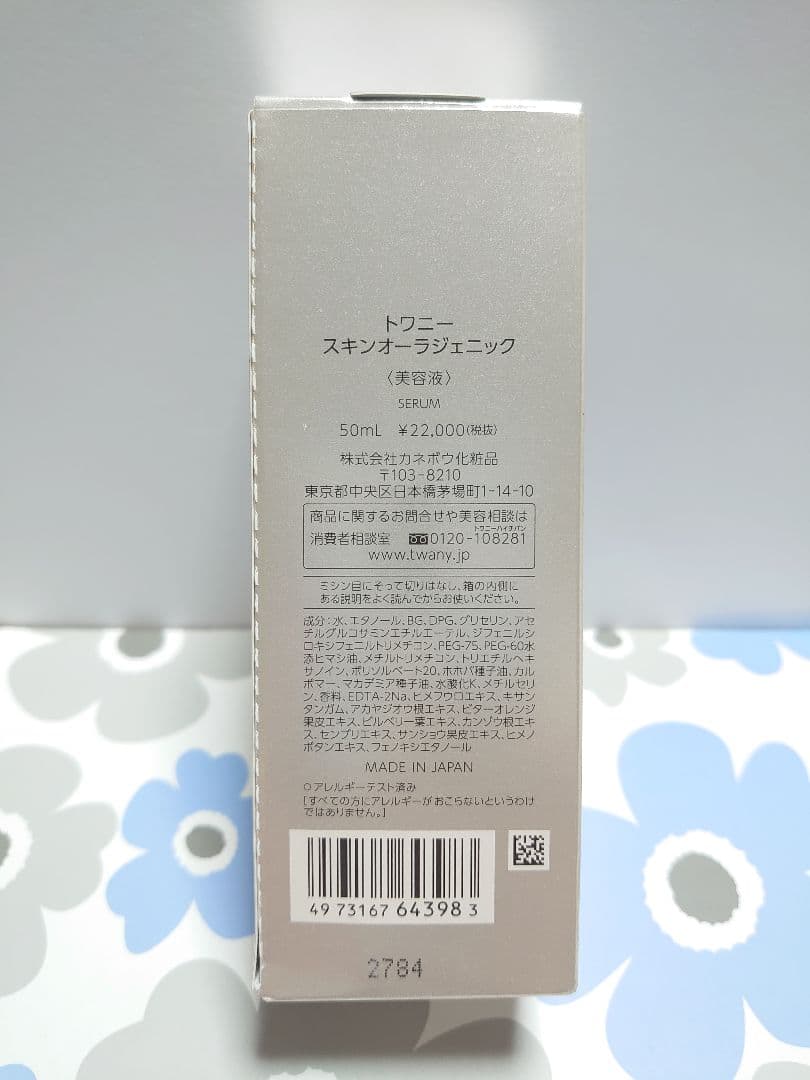 トワニー
スキンオーラジェニック
〈美容液〉
SERUM
50mL ¥22,000(税抜)
株式会社カネボウ化粧品
〒103-8210
東京都中央区日本橋茅場町1-14-10
商品に関するお問合せや美容相談は
トワニーハイチバン
消費者相談室 0120-108281
www.twany.jp
ミシン目にそって切りはなし、箱の内側に
ある説明をよく読んでからお使いください。
成分:水、エタノール、BG、DPG、グリセリン、アセ
チルグルコサミンエチルエーテル、ジフェニルシ
ロキシフェニルトリメチコン、PEG-75、PEG-60水
添ヒマシ油、メチルトリメチコン、トリエチルヘキ
サノイン、ポリソルベート20、ホホバ種子油、カル
ボマー、マカデミア種子油、水酸化K、メチルセリ
ン、香料、EDTA-2Na、ヒメフウロエキス、キサン
タンガム、アカヤジオウ根エキス、ビターオレンジ
果皮エキス、ビルベリー葉エキス、カンゾウ根エキ
ス、センブリエキス、サンショウ果皮エキス、ヒメノ
ボタンエキス、フェノキシエタノール
MADE IN JAPAN
○アレルギーテスト済み
[すべての方にアレルギーがおこらないというわけ
ではありません。]
4973167643983
2784